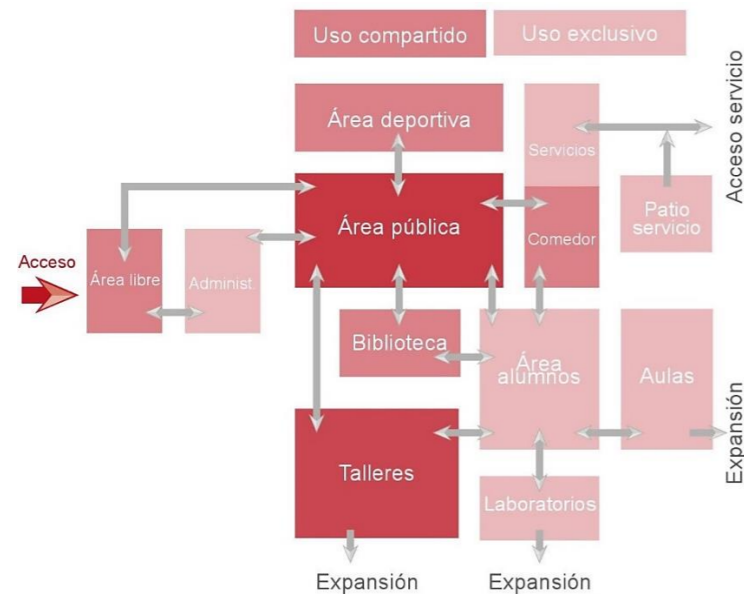 Uso compartido
Uso exclusivo
Acceso servicio
Área deportiva
Servicios
Área pública
Patio
servicio
Comedor
Acceso
Área libre
Administ.
Biblioteca
Área
alumnos
Aulas
Expansión
Talleres
Laboratorios
Expansión
Expansión